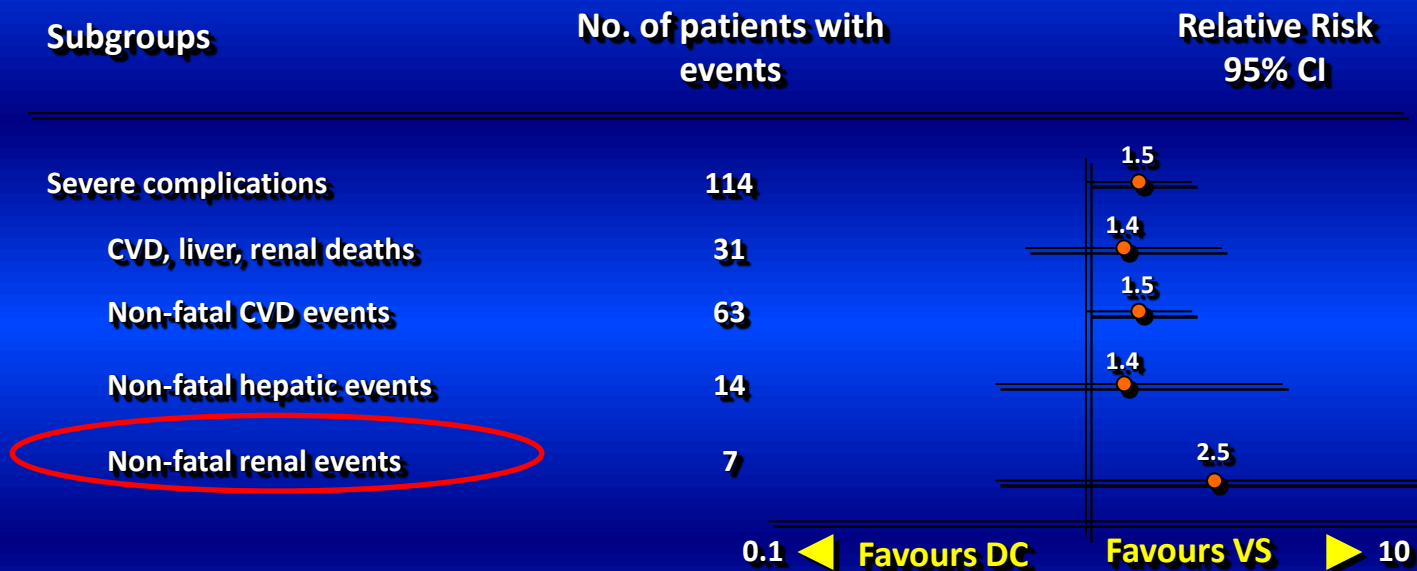 Subgroups
No. of patients with
events
Relative Risk
95% CI
Severe complications 114 1.5
CVD, liver, renal deaths 31 1.4
Non-fatal CVD events 63 1.5
Non-fatal hepatic events 14 1.4
Non-fatal renal events 7 2.5
0.1 Favours DC Favours VS 10